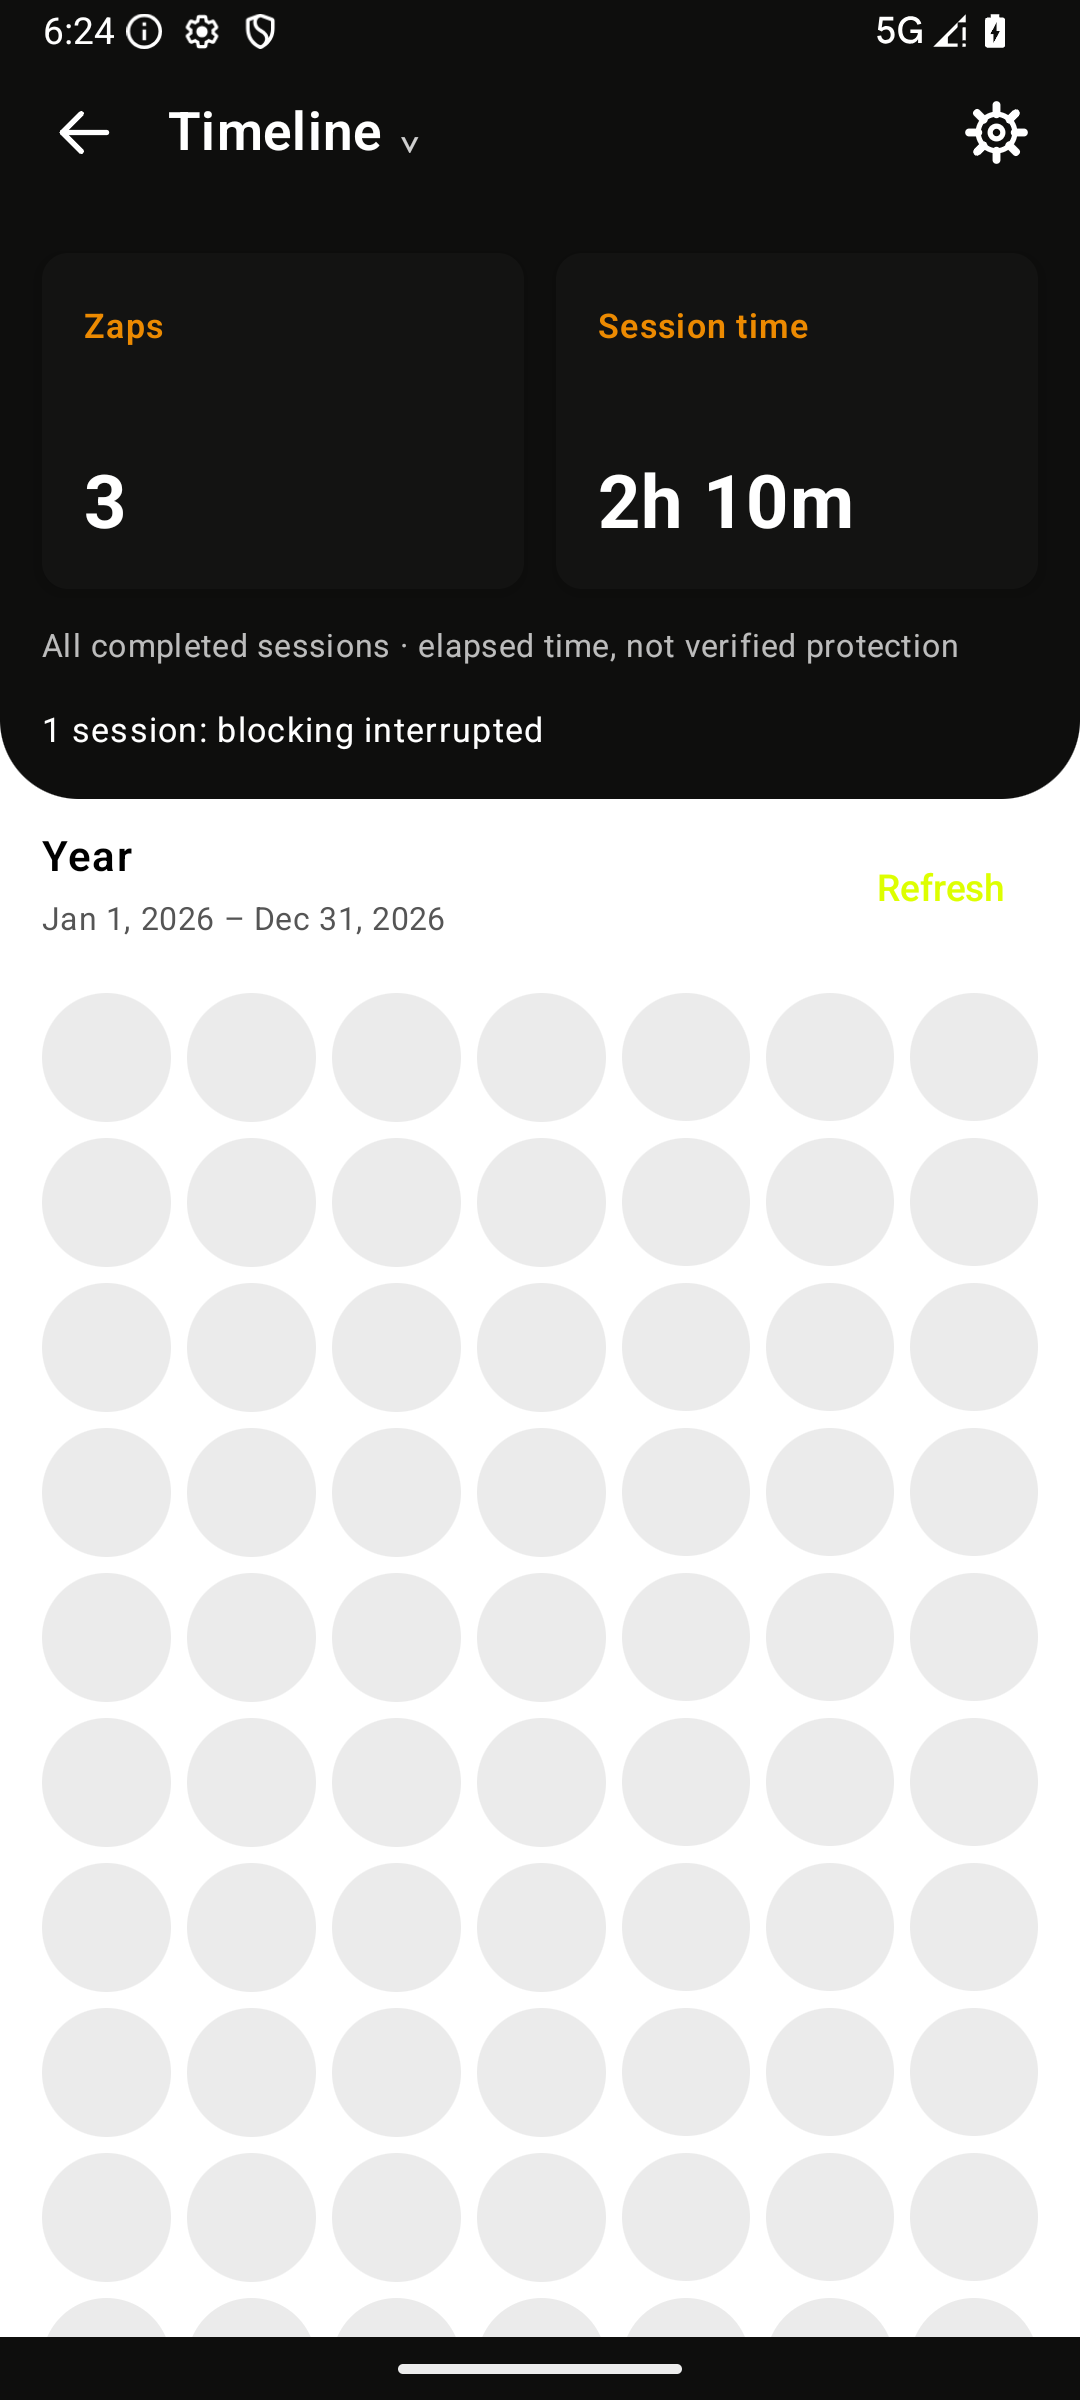 6:24
5G
Timeline
Zaps
3
Session time
2h 10m
All completed sessions · elapsed time, not verified protection
1 session: blocking interrupted
Year
Jan 1, 2026 – Dec 31, 2026
Refresh